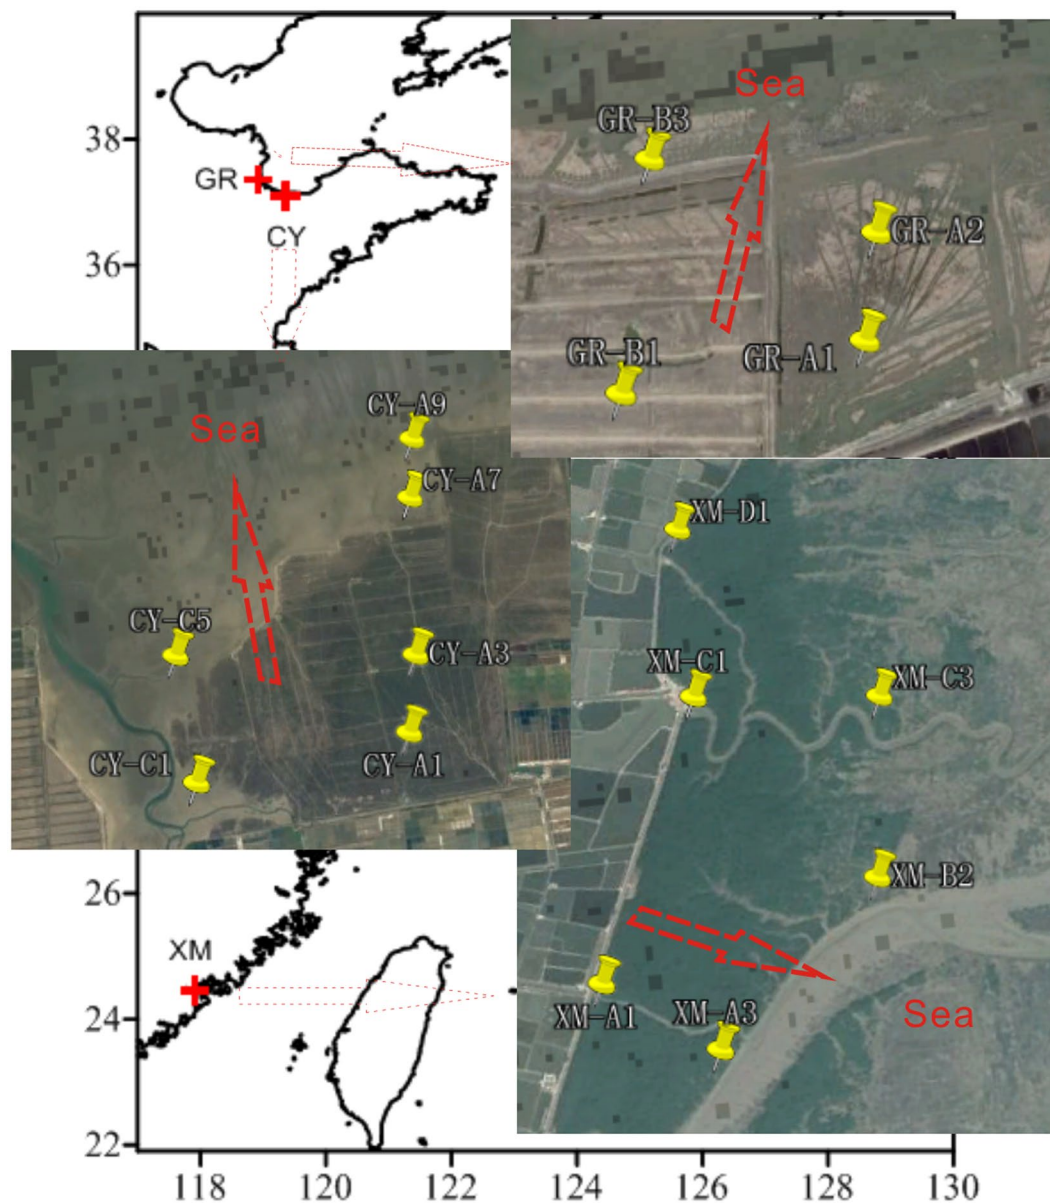 38
36
26
24
22
118
120
122
124
126
128
130
GR
CY
XM
Sea
GR-B3
GR-A2
GR-B1
GR-A1
Sea
CY-A9
CY-A7
CY-C5
CY-A3
CY-C1
CY-A1
XM-D1
XM-C1
XM-C3
XM-B2
XM-A1
XM-A3
Sea